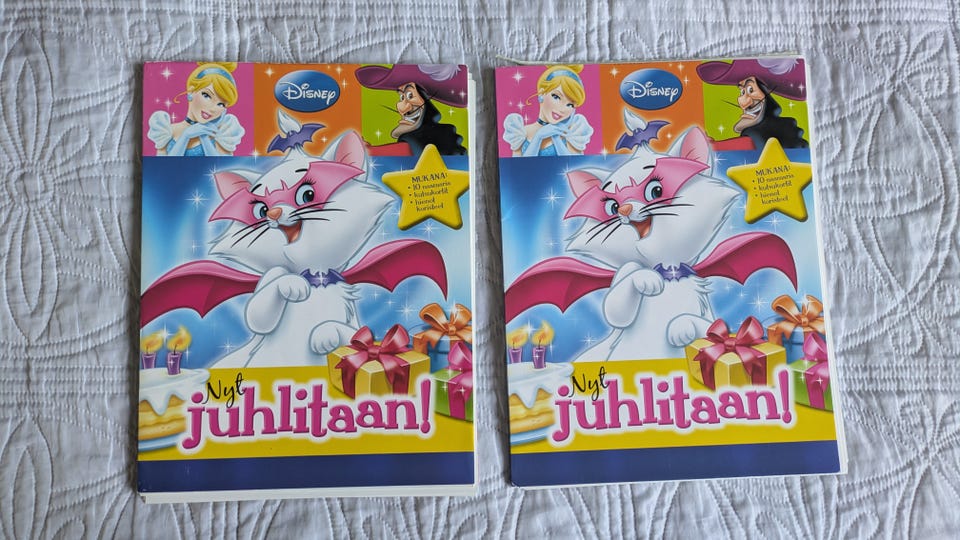 Disney
MUKANA:
• 10 naamaria
• kutsukortit
• hienot
koristeet
Nyt
juhlitaan!
Disney
MUKANA:
• 10 naamaria
• kutsukortit
• hienot
koristeet
Nyt
juhlitaan!